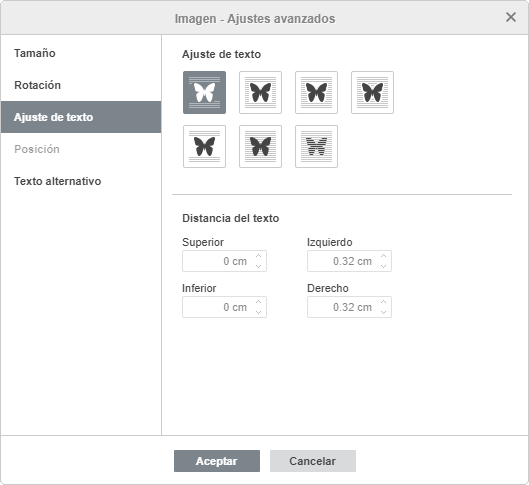 Imagen - Ajustes avanzados
Tamaño
Rotación
Ajuste de texto
Posición
Texto alternativo
Ajuste de texto
Distancia del texto
Superior Izquierdo
0 cm 0.32 cm
Inferior Derecho
0 cm 0.32 cm
Aceptar Cancelar